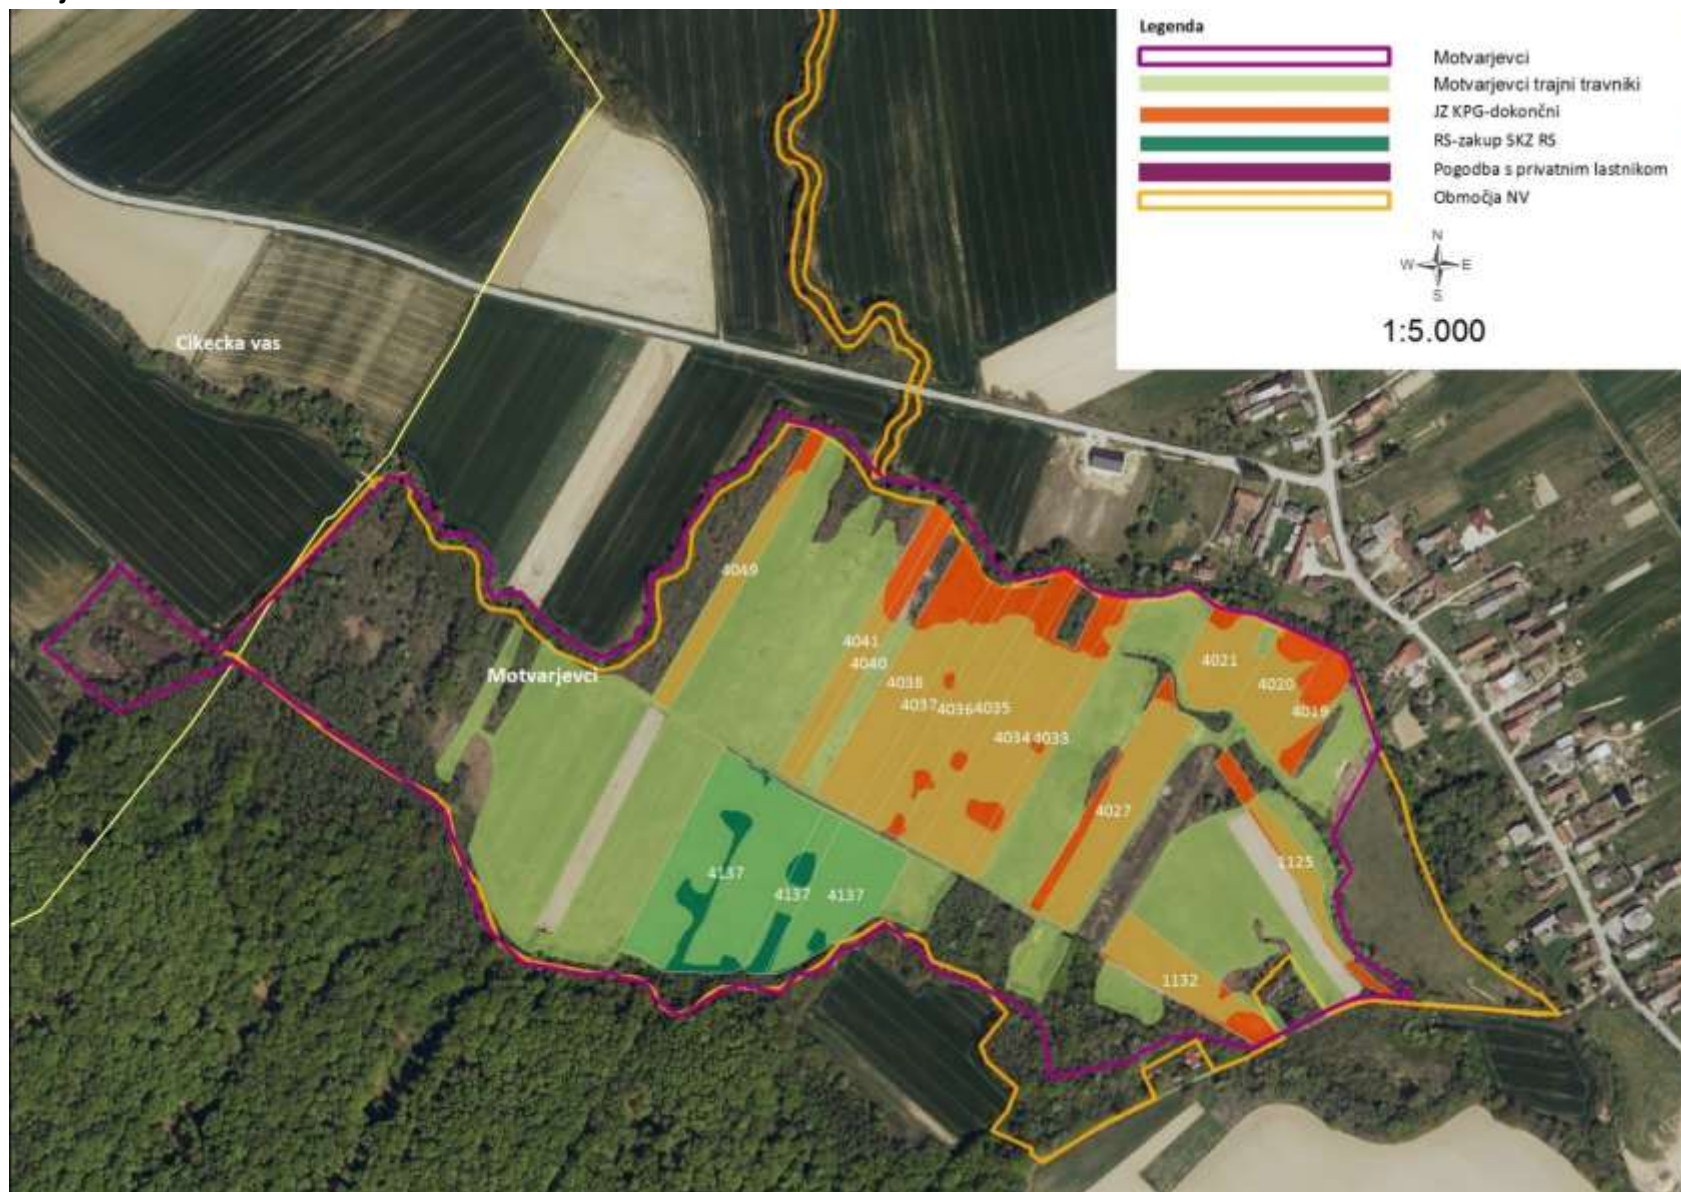 Legenda
Motvarjevci
Motvarjevci trajni travniki
JZ KPG-dokončni
RS-zakup SKZ RS
Pogodba s privatnim lastnikom
Območja NV
N
W E
S
1:5.000
Cikecka vas
4049
4041
4040
4038
4037 4036 4035
4034 4033
4021
4020
4019
Motvarjevci
4027
1125
4137
4137 4137
1132